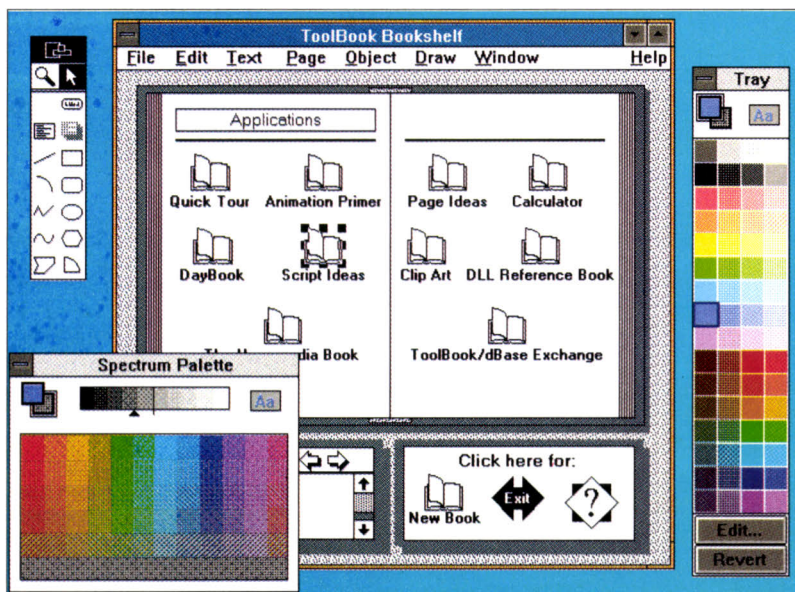 ToolBook Bookshelf
File Edit Text Page Object Draw Window Help
Applications
Quick Tour Animation Primer
Page Ideas Calculator
DayBook Script Ideas
Clip Art DLL Reference Book
Book
ToolBook/dBase Exchange
Click here for:
New Book
Exit
?
Spectrum Palette
Aa
Tray
Aa
Edit...
Revert